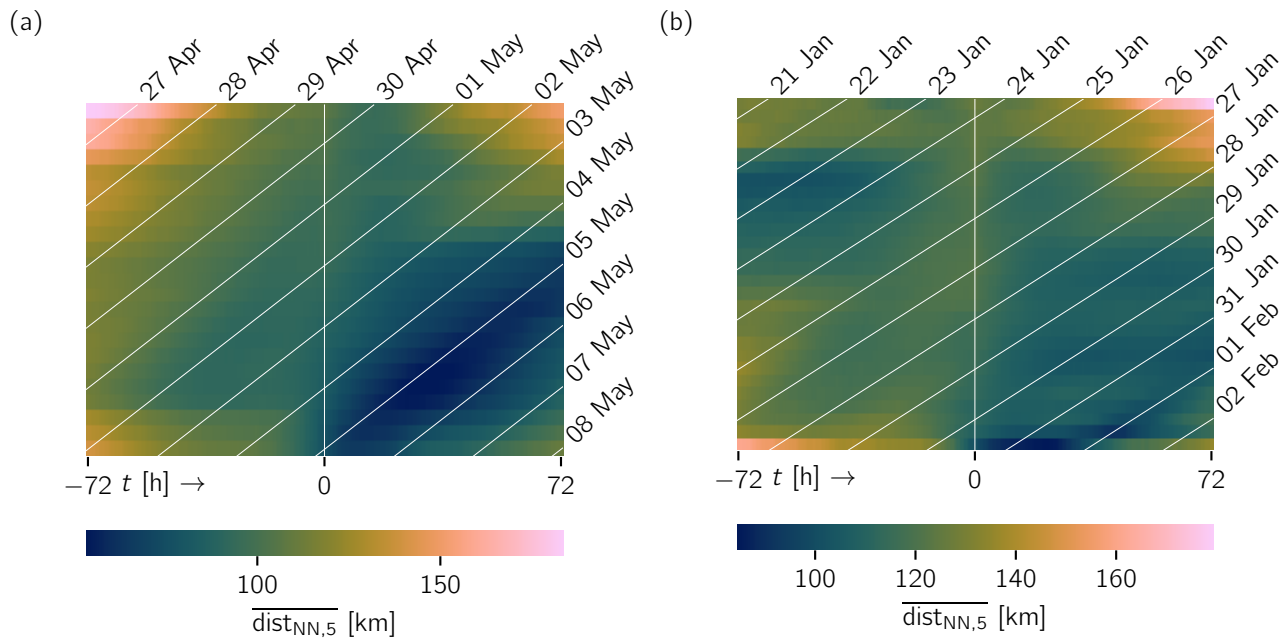 (a)
27 Apr
28 Apr
29 Apr
30 Apr
01 May
02 May
03 May
04 May
05 May
06 May
07 May
08 May
−72 t [h] → 0 72
100 150
dist_NN,5 [km]
(b)
21 Jan
22 Jan
23 Jan
24 Jan
25 Jan
26 Jan
27 Jan
28 Jan
29 Jan
30 Jan
31 Jan
01 Feb
02 Feb
−72 t [h] → 0 72
100 120 140 160
dist_NN,5 [km]